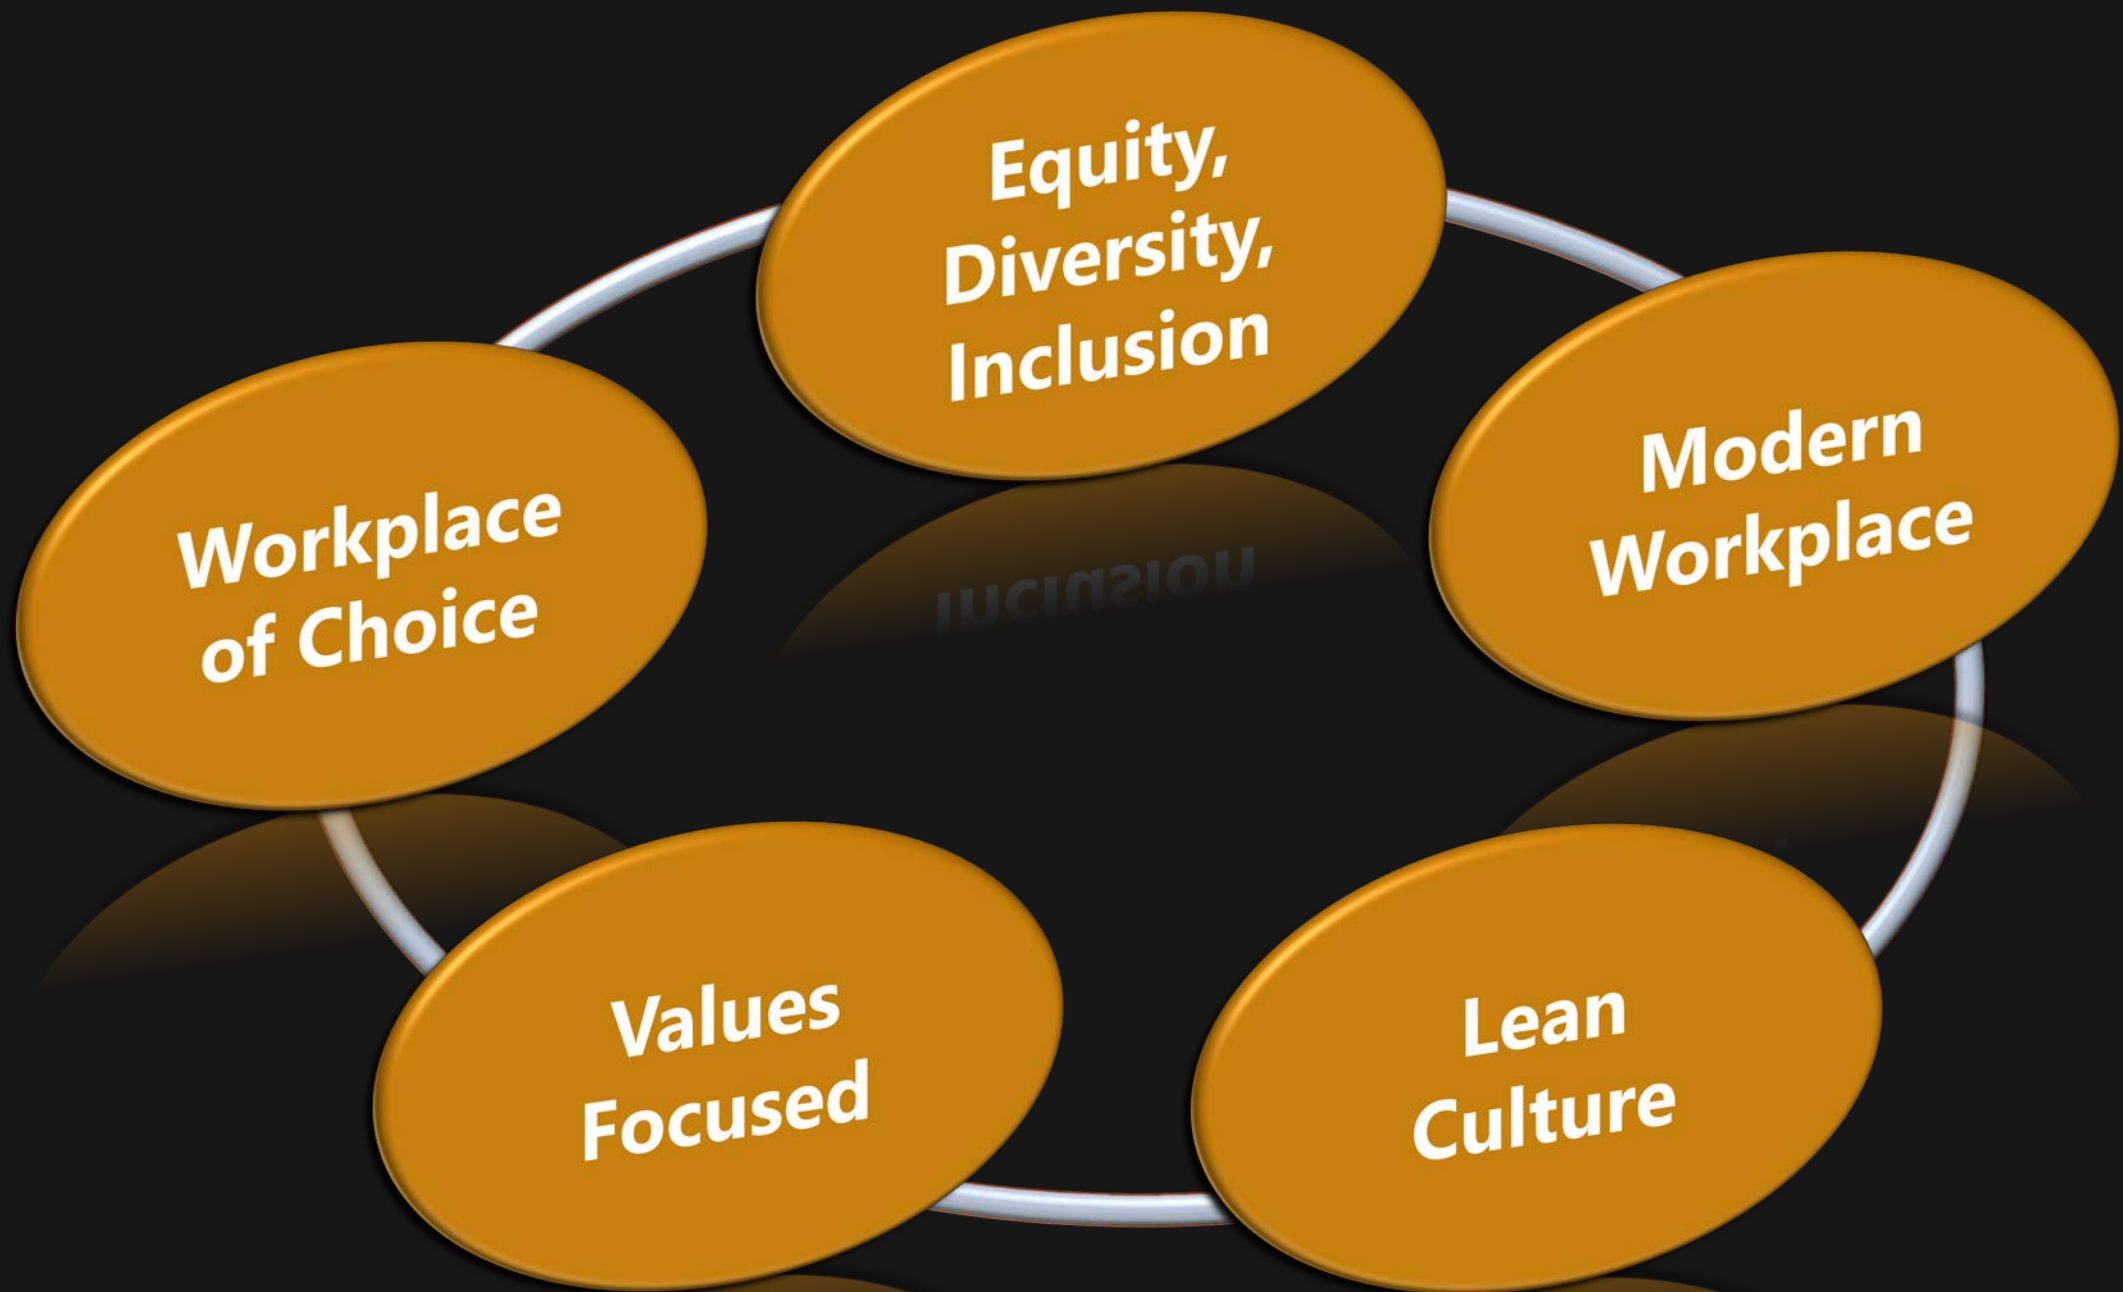 Equity,
Diversity,
Inclusion
Modern
Workplace
Lean
Culture
Values
Focused
Workplace
of Choice